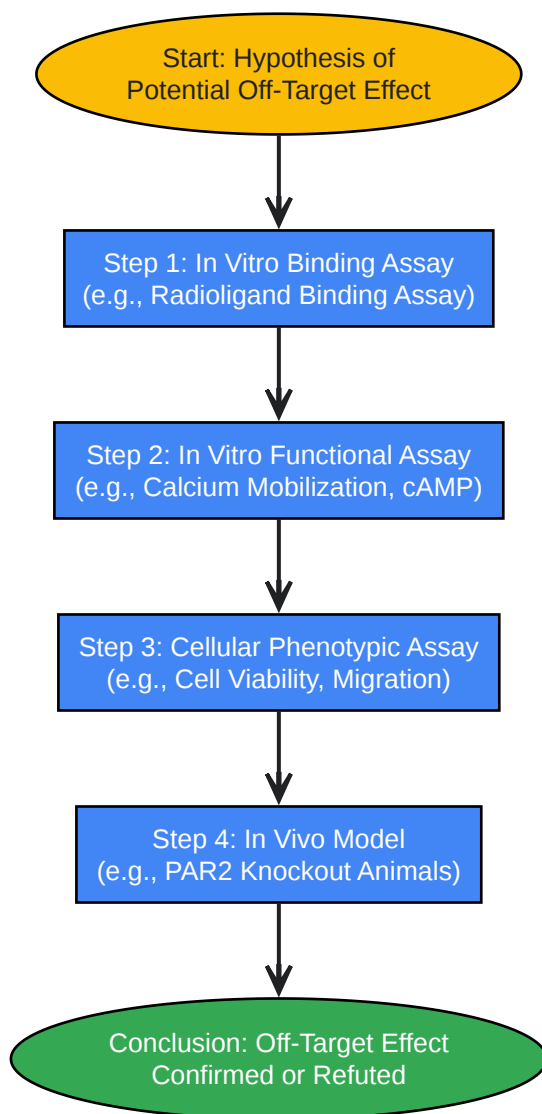 Start: Hypothesis of
Potential Off-Target Effect
Step 1: In Vitro Binding Assay
(e.g., Radioligand Binding Assay)
Step 2: In Vitro Functional Assay
(e.g., Calcium Mobilization, cAMP)
Step 3: Cellular Phenotypic Assay
(e.g., Cell Viability, Migration)
Step 4: In Vivo Model
(e.g., PAR2 Knockout Animals)
Conclusion: Off-Target Effect
Confirmed or Refuted